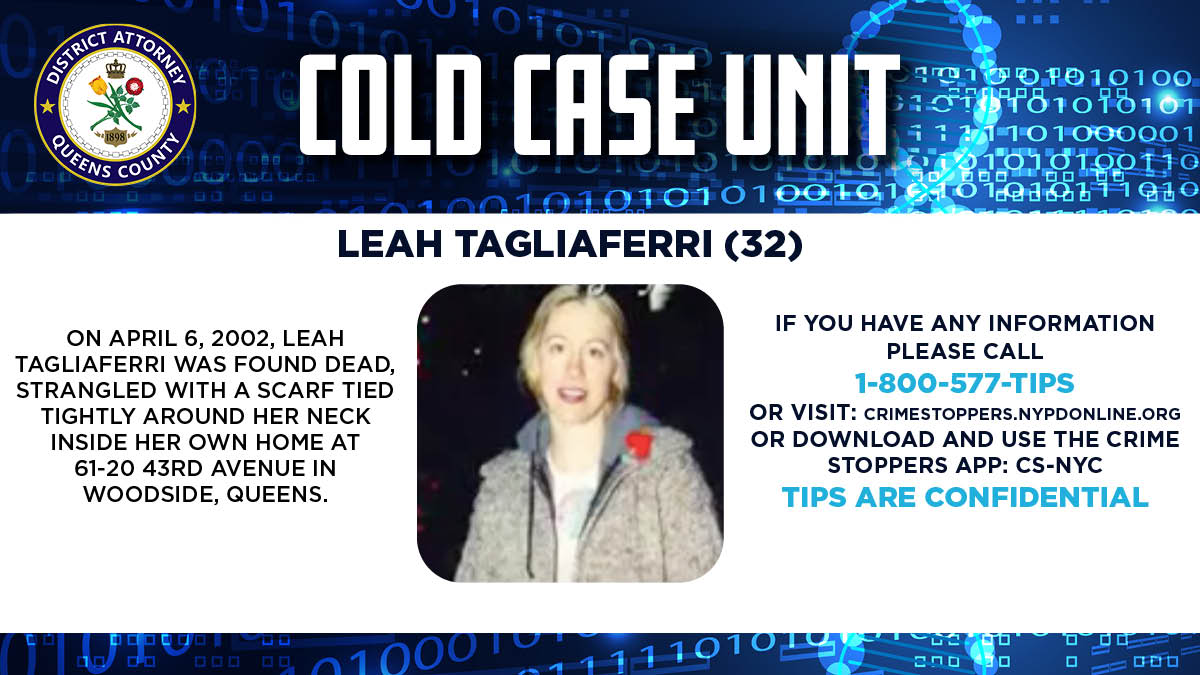 DISTRICT ATTORNEY
1898
QUEENS COUNTY
COLD CASE UNIT
LEAH TAGLIAFERRI (32)
ON APRIL 6, 2002, LEAH
TAGLIAFERRI WAS FOUND DEAD,
STRANGLED WITH A SCARF TIED
TIGHTLY AROUND HER NECK
INSIDE HER OWN HOME AT
61-20 43RD AVENUE IN
WOODSIDE, QUEENS.
IF YOU HAVE ANY INFORMATION
PLEASE CALL
1-800-577-TIPS
OR VISIT: CRIMESTOPPERS.NYPDONLINE.ORG
OR DOWNLOAD AND USE THE CRIME
STOPPERS APP: CS-NYC
TIPS ARE CONFIDENTIAL